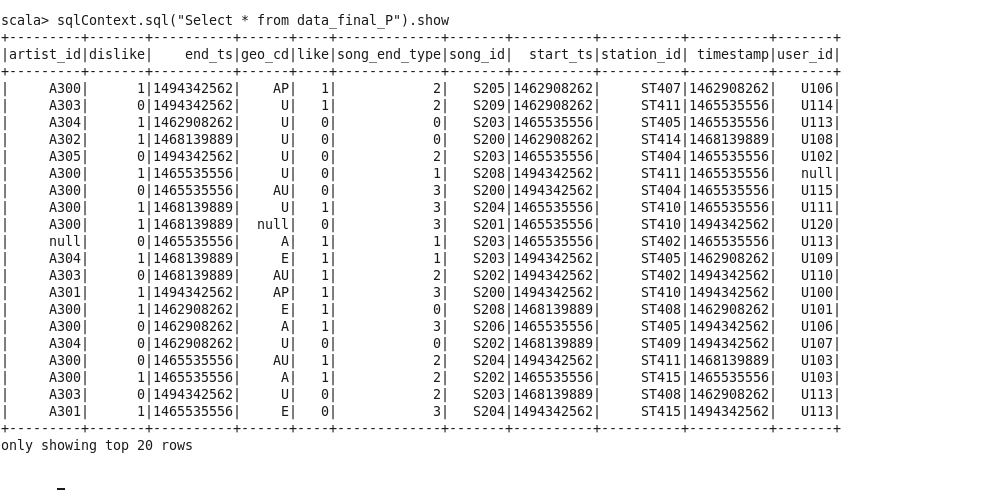 scala> sqlContext.sql("Select * from data_final_P").show
+---------+-------+----------+------+----+-------------+-------+----------+----------+----------+-------+
|artist_id|dislike|    end_ts|geo_cd|like|song_end_type|song_id|  start_ts|station_id| timestamp|user_id|
+---------+-------+----------+------+----+-------------+-------+----------+----------+----------+-------+
|     A300|      1|1494342562|    AP|   1|            2|   S205|1462908262|     ST407|1462908262|   U106|
|     A303|      0|1494342562|     U|   1|            2|   S209|1462908262|     ST411|1465535556|   U114|
|     A304|      1|1462908262|     U|   0|            0|   S203|1465535556|     ST405|1465535556|   U113|
|     A302|      1|1468139889|     U|   0|            0|   S200|1462908262|     ST414|1468139889|   U108|
|     A305|      0|1494342562|     U|   0|            2|   S203|1465535556|     ST404|1465535556|   U102|
|     A300|      1|1465535556|     U|   0|            1|   S208|1494342562|     ST411|1465535556|   null|
|     A300|      0|1465535556|    AU|   0|            3|   S200|1494342562|     ST404|1465535556|   U115|
|     A300|      1|1468139889|     U|   1|            3|   S204|1465535556|     ST410|1465535556|   U111|
|     A300|      1|1468139889|  null|   0|            3|   S201|1465535556|     ST410|1494342562|   U120|
|     null|      0|1465535556|     A|   1|            1|   S203|1465535556|     ST402|1465535556|   U113|
|     A304|      1|1468139889|     E|   1|            1|   S203|1494342562|     ST405|1462908262|   U109|
|     A303|      0|1468139889|    AU|   1|            2|   S202|1494342562|     ST402|1494342562|   U110|
|     A301|      1|1494342562|    AP|   1|            3|   S200|1494342562|     ST410|1494342562|   U100|
|     A300|      1|1462908262|     E|   1|            0|   S208|1468139889|     ST408|1462908262|   U101|
|     A300|      0|1462908262|     A|   1|            3|   S206|1465535556|     ST405|1494342562|   U106|
|     A304|      0|1462908262|     U|   0|            0|   S202|1468139889|     ST409|1462908262|   U107|
|     A300|      0|1465535556|    AU|   1|            2|   S204|1494342562|     ST411|1468139889|   U103|
|     A300|      1|1465535556|     A|   1|            2|   S202|1465535556|     ST415|1465535556|   U103|
|     A303|      0|1494342562|     U|   0|            2|   S203|1468139889|     ST408|1462908262|   U113|
|     A301|      1|1465535556|     E|   0|            3|   S204|1494342562|     ST415|1494342562|   U113|
+---------+-------+----------+------+----+-------------+-------+----------+----------+----------+-------+
only showing top 20 rows